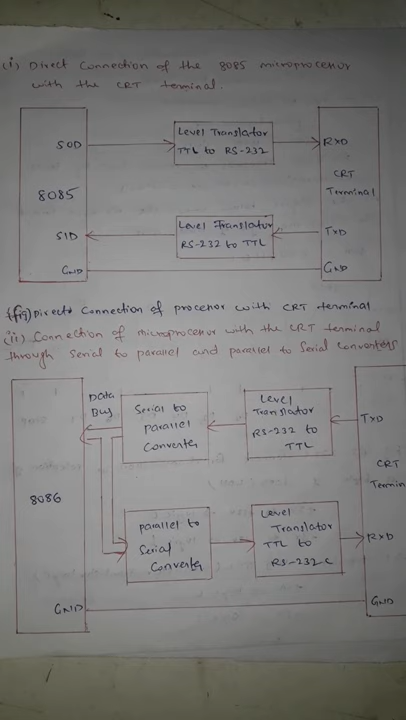 (i) Direct Connection of the 8085 microprocenor
with the CRT terminal.
SOD
Level Translator
TTL to RS-232
RXD
CRT
Terminal
8085
SID
Level Translator
RS-232 to TTL
TXD
GND
GND
(fig) Direct Connection of procenor with CRT terminal
(ii) Connection of microprocenor with the CRT terminal
through Serial to parallel and parallel to Serial converters
DATA
BUS
Serial to
parallel
Converter
Level
Translator
RS-232 to
TTL
TXD
CRT
Termin
8086
parallel to
Serial
Converter
Level
Translator
TTL to
RS-232-C
RXD
GND
GND